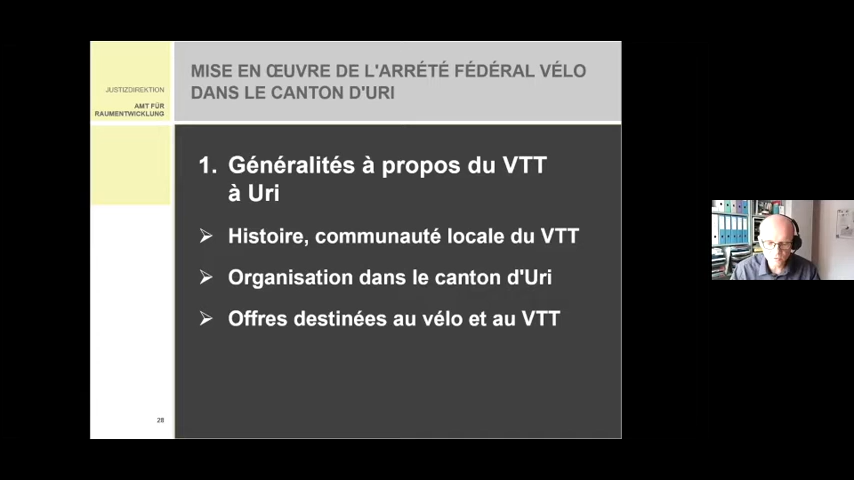 JUSTIZDIREKTION
AMT FÜR
RAUMENTWICKLUNG
MISE EN ŒUVRE DE L'ARRÉTÉ FÉDÉRAL VÉLO
DANS LE CANTON D'URI
1. Généralités à propos du VTT
à Uri
➢ Histoire, communauté locale du VTT
➢ Organisation dans le canton d'Uri
➢ Offres destinées au vélo et au VTT
28